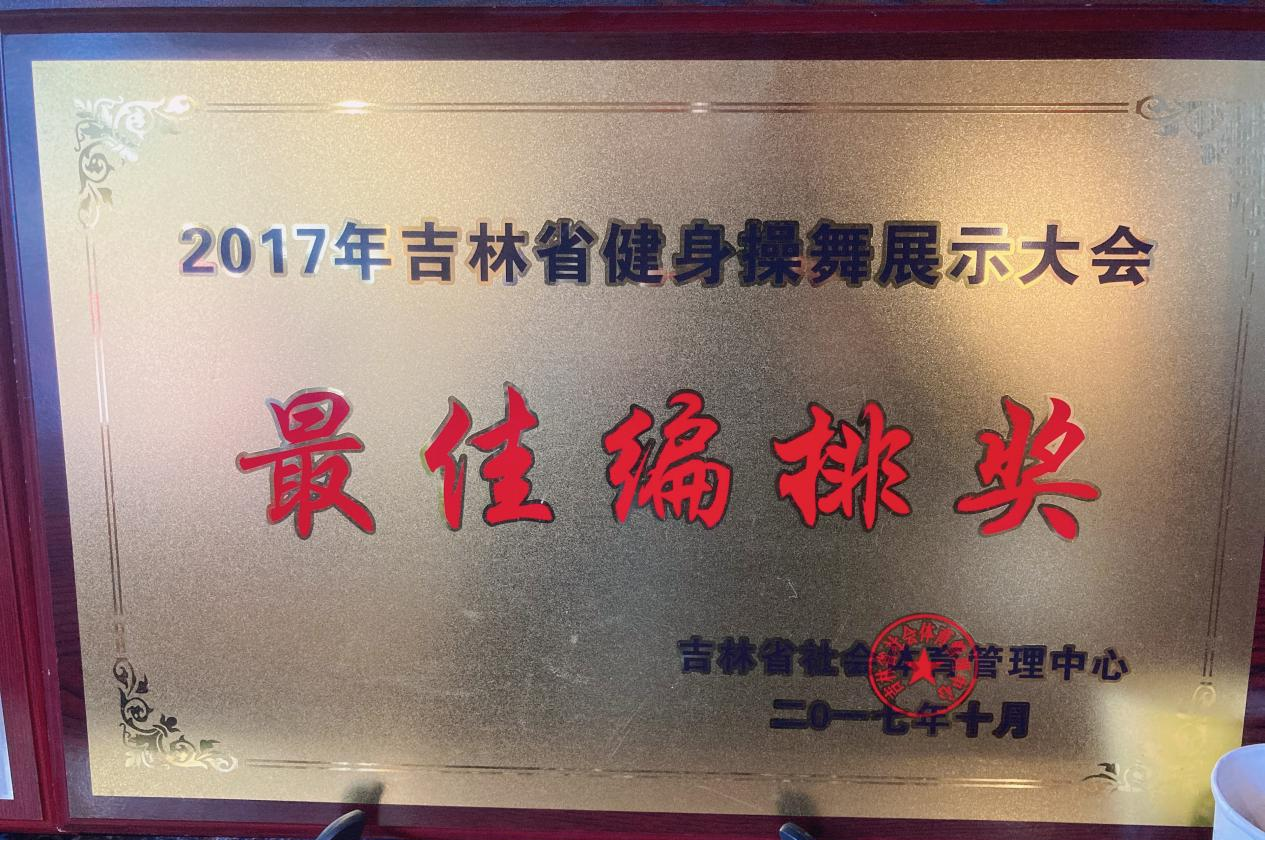 2017年吉林省健身操舞展示大会
最佳编排奖
吉林省社会体育管理中心
二0一七年十月